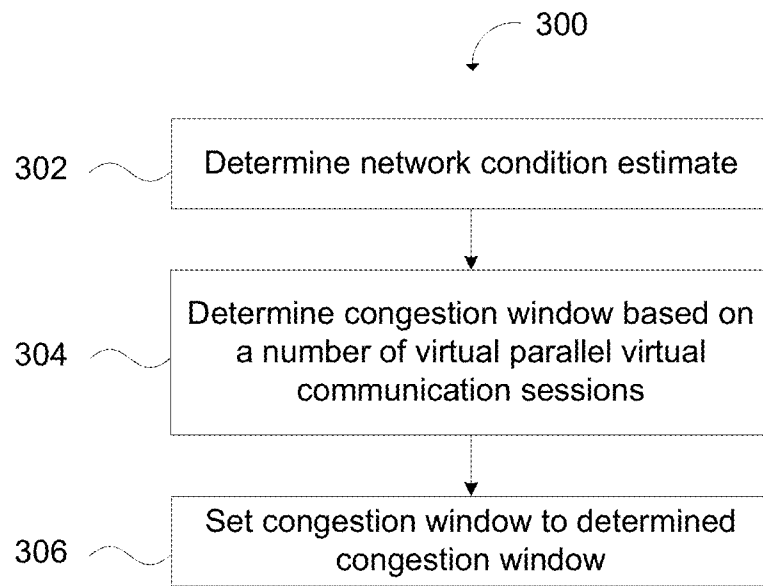 300
302
Determine network condition estimate
304
Determine congestion window based on
a number of virtual parallel virtual
communication sessions
306
Set congestion window to determined
congestion window